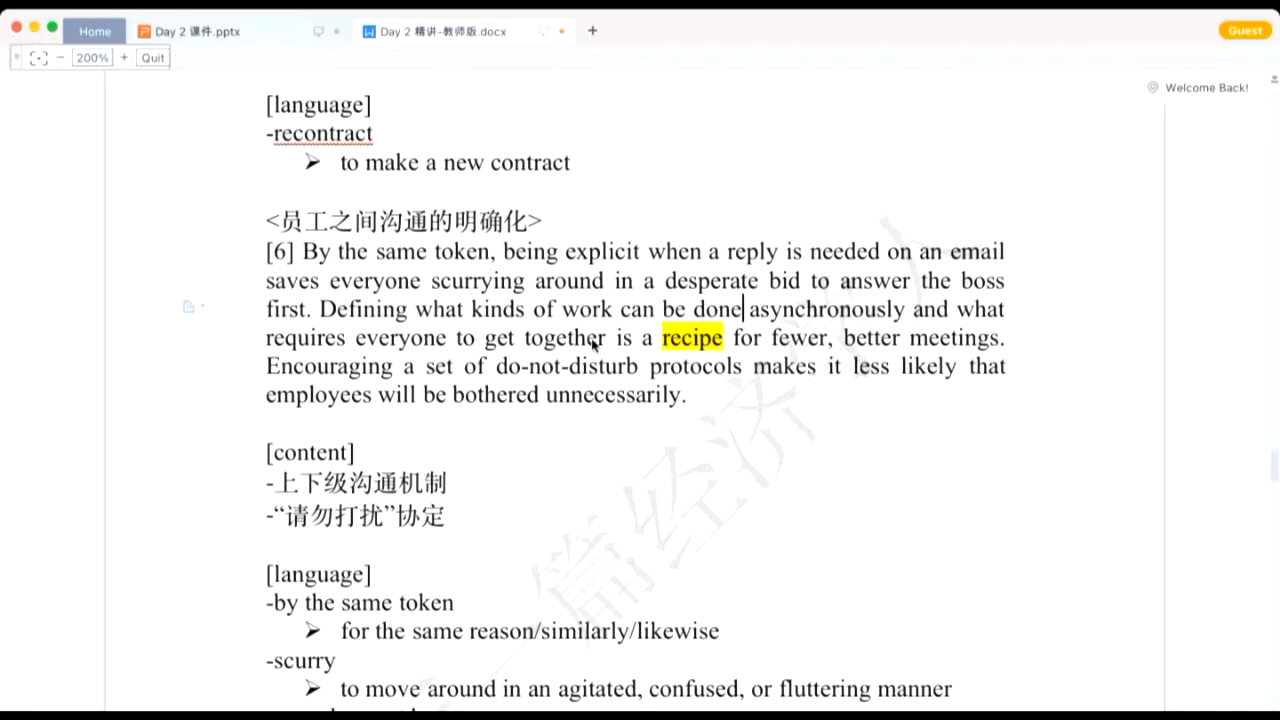 Home
Day 2 课件.pptx
Day 2 精讲-教师版.docx
+
Guest
− 200% + Quit
Welcome Back!
[language]
-recontract
➢ to make a new contract
<员工之间沟通的明确化>
[6] By the same token, being explicit when a reply is needed on an email
saves everyone scurrying around in a desperate bid to answer the boss
first. Defining what kinds of work can be done asynchronously and what
requires everyone to get together is a recipe for fewer, better meetings.
Encouraging a set of do-not-disturb protocols makes it less likely that
employees will be bothered unnecessarily.
[content]
-上下级沟通机制
-“请勿打扰”协定
[language]
-by the same token
➢ for the same reason/similarly/likewise
-scurry
➢ to move around in an agitated, confused, or fluttering manner
篇经济学人